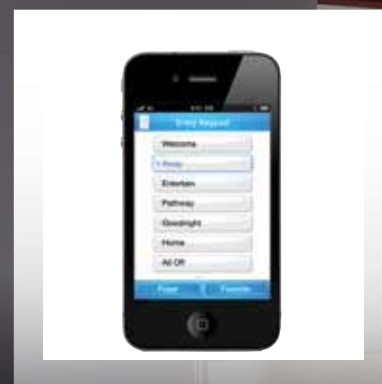 Entry Keypad
Welcome
Away
Entertain
Pathway
Goodnight
Home
All Off
Favorite